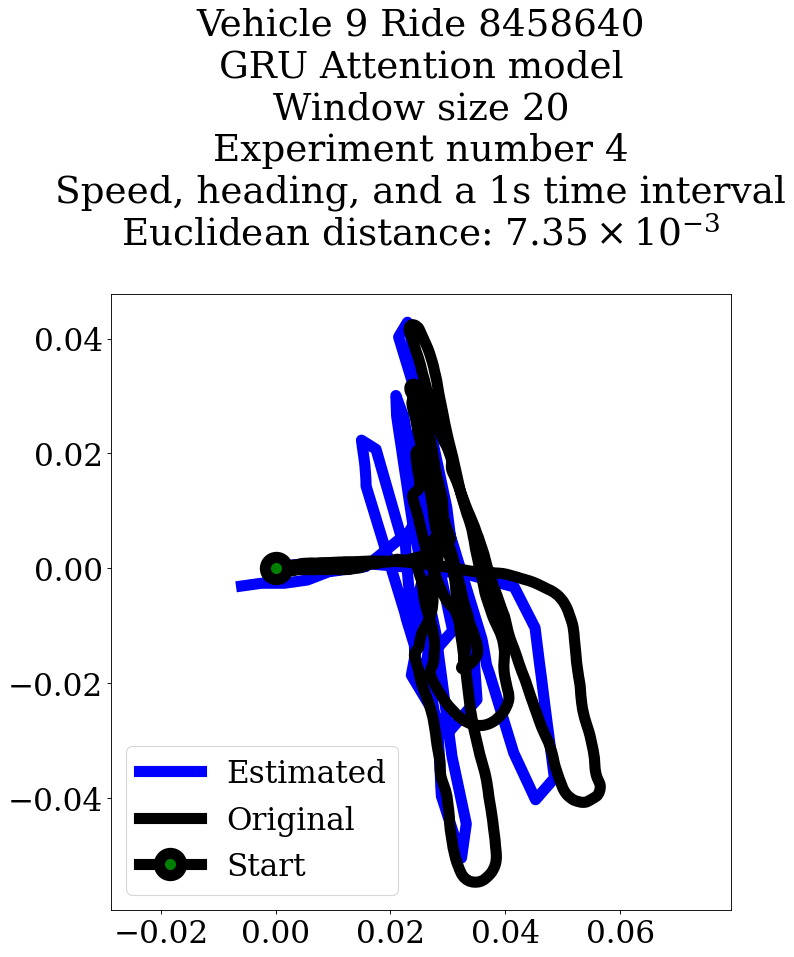 Vehicle 9 Ride 8458640
GRU Attention model
Window size 20
Experiment number 4
Speed, heading, and a 1s time interval
Euclidean distance: 7.35 × 10⁻³
0.04
0.02
0.00
−0.02
−0.04
Estimated
Original
Start
−0.02 0.00 0.02 0.04 0.06